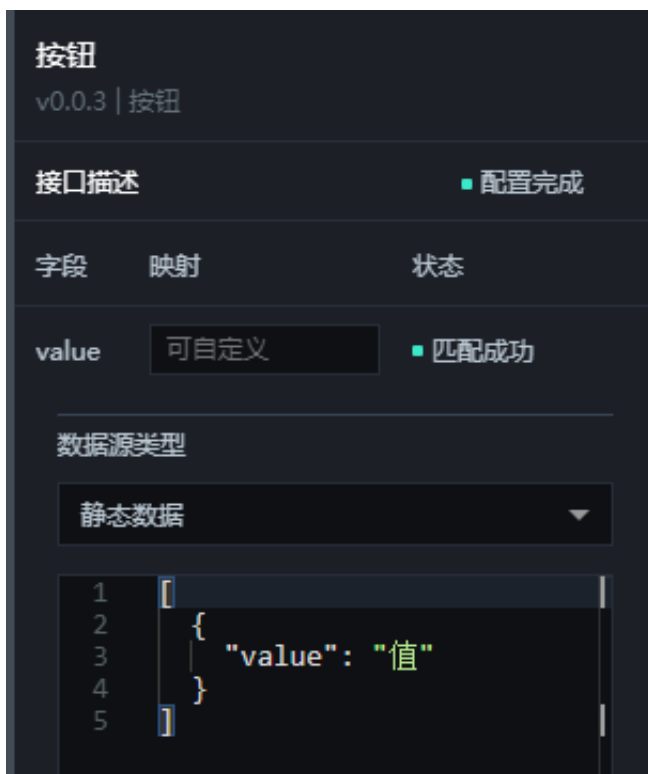 按钮
v0.0.3 | 按钮
接口描述 配置完成
字段 映射 状态
value 可自定义 匹配成功
数据源类型
静态数据
1 [
2 {
3 "value": "值"
4 }
5 ]